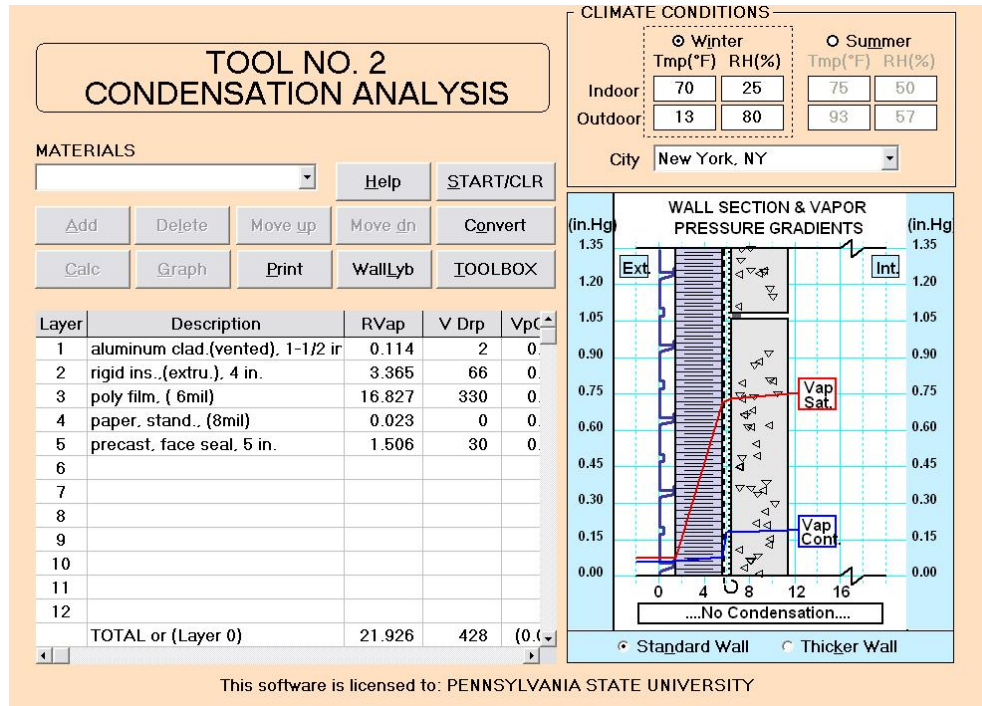 TOOL NO. 2
CONDENSATION ANALYSIS
MATERIALS
Help
START/CLR
Add
Delete
Move up
Move dn
Convert
Calc
Graph
Print
WallLyb
TOOLBOX
Layer Description RVap V Drp Vp(
1 aluminum clad.(vented), 1-1/2 ir 0.114 2 0.
2 rigid ins.,(extru.), 4 in. 3.365 66 0.
3 poly film, ( 6mil) 16.827 330 0.
4 paper, stand., (8mil) 0.023 0 0.
5 precast, face seal, 5 in. 1.506 30 0.
6
7
8
9
10
11
12
TOTAL or (Layer 0) 21.926 428 (0.(
CLIMATE CONDITIONS
Winter Summer
Tmp(°F) RH(%) Tmp(°F) RH(%)
Indoor 70 25 75 50
Outdoor 13 80 93 57
City New York, NY
WALL SECTION & VAPOR
(in.Hg) PRESSURE GRADIENTS (in.Hg
1.35 1.35
Ext. Int.
1.20 1.20
1.05 1.05
0.90 0.90
0.75 Vap 0.75
Sat.
0.60 0.60
0.45 0.45
0.30 0.30
Vap
0.15 Cont. 0.15
0.00 0.00
0 4 8 12 16
....No Condensation....
Standard Wall Thicker Wall
This software is licensed to: PENNSYLVANIA STATE UNIVERSITY